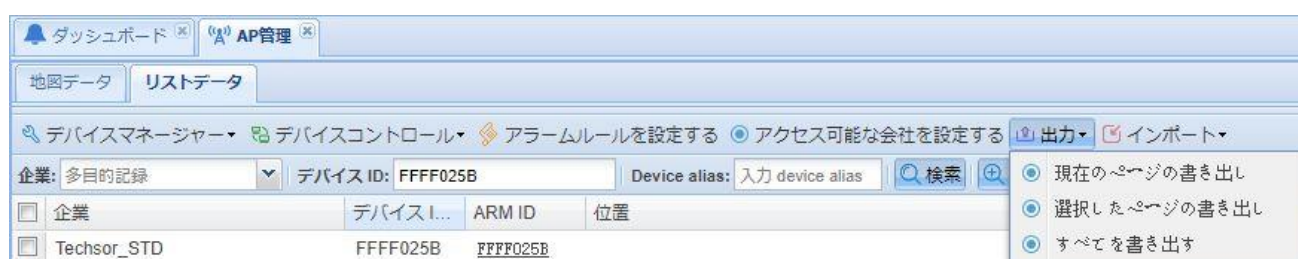 ダッシュボード AP管理
地図データ リストデータ
デバイスマネージャー デバイスコントロール アラームルールを設定する アクセス可能な会社を設定する 出力 インポート
企業: 多目的記録 デバイス ID: FFFF025B Device alias: 入力 device alias 検索
現在のページの書き出し
選択したページの書き出し
すべてを書き出す
企業 デバイス I... ARM ID 位置
Techsor_STD FFFF025B FFFF025B